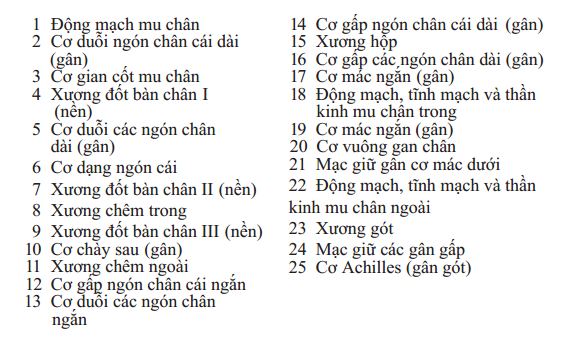 1 Động mạch mu chân
2 Cơ duỗi ngón chân cái dài
(gân)
3 Cơ gian cốt mu chân
4 Xương đốt bàn chân I
(nền)
5 Cơ duỗi các ngón chân
dài (gân)
6 Cơ dạng ngón cái
7 Xương đốt bàn chân II (nền)
8 Xương chêm trong
9 Xương đốt bàn chân III (nền)
10 Cơ chày sau (gân)
11 Xương chêm ngoài
12 Cơ gấp ngón chân cái ngắn
13 Cơ duỗi các ngón chân
ngắn
14 Cơ gấp ngón chân cái dài (gân)
15 Xương hộp
16 Cơ gấp các ngón chân dài (gân)
17 Cơ mác ngắn (gân)
18 Động mạch, tĩnh mạch và thần
kinh mu chân trong
19 Cơ mác ngắn (gân)
20 Cơ vuông gan chân
21 Mạc giữ gân cơ mác dưới
22 Động mạch, tĩnh mạch và thần
kinh mu chân ngoài
23 Xương gót
24 Mạc giữ các gân gấp
25 Cơ Achilles (gân gót)